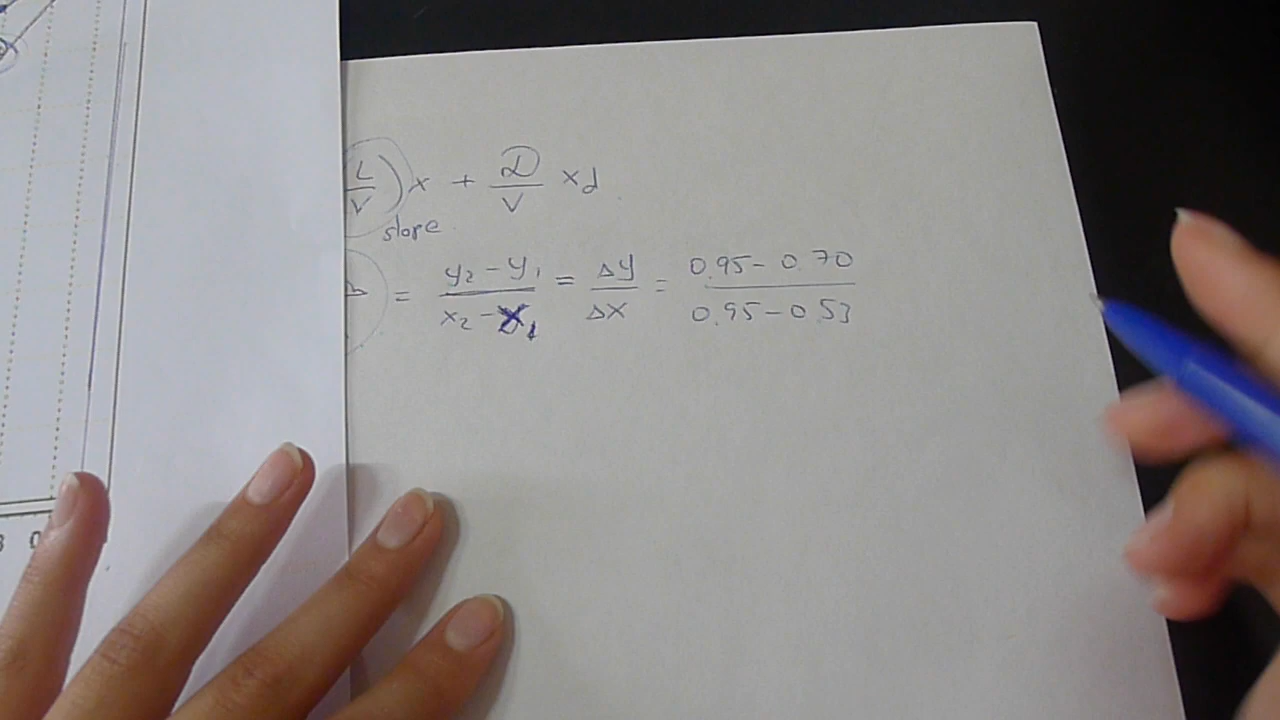 L/V) x + D/V xd
slope
= y2 - y1 / x2 - x1 = Δy / Δx = 0.95 - 0.70 / 0.95 - 0.53